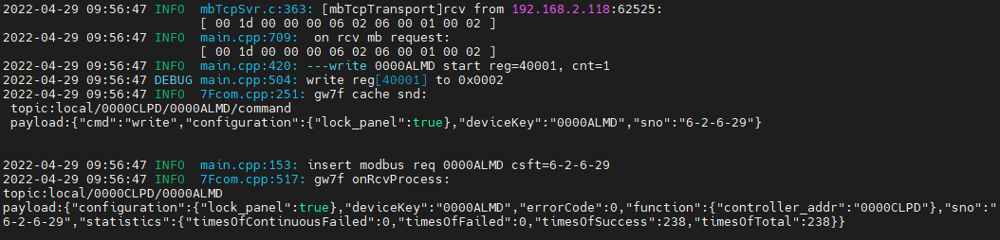 2022-04-29 09:56:47 INFO  mbTcpSvr.c:363: [mbTcpTransport]rcv from 192.168.2.118:62525:
[ 00 1d 00 00 00 06 02 06 00 01 00 02 ]
2022-04-29 09:56:47 INFO  main.cpp:709:  on rcv mb request:
[ 00 1d 00 00 00 06 02 06 00 01 00 02 ]
2022-04-29 09:56:47 INFO  main.cpp:420: ---write 0000ALMD start reg=40001, cnt=1
2022-04-29 09:56:47 DEBUG main.cpp:504: write reg[40001] to 0x0002
2022-04-29 09:56:47 INFO  7Fcom.cpp:251: gw7f cache snd:
topic:local/0000CLPD/0000ALMD/command
payload:{"cmd":"write","configuration":{"lock_panel":true},"deviceKey":"0000ALMD","sno":"6-2-6-29"}
2022-04-29 09:56:47 INFO  main.cpp:153: insert modbus req 0000ALMD csft=6-2-6-29
2022-04-29 09:56:47 INFO  7Fcom.cpp:517: gw7f onRcvProcess:
topic:local/0000CLPD/0000ALMD
payload:{"configuration":{"lock_panel":true},"deviceKey":"0000ALMD","errorCode":0,"function":{"controller_addr":"0000CLPD"},"sno":"
6-2-6-29","statistics":{"timesOfContinuousFailed":0,"timesOfFailed":0,"timesOfSuccess":238,"timesOfTotal":238}}